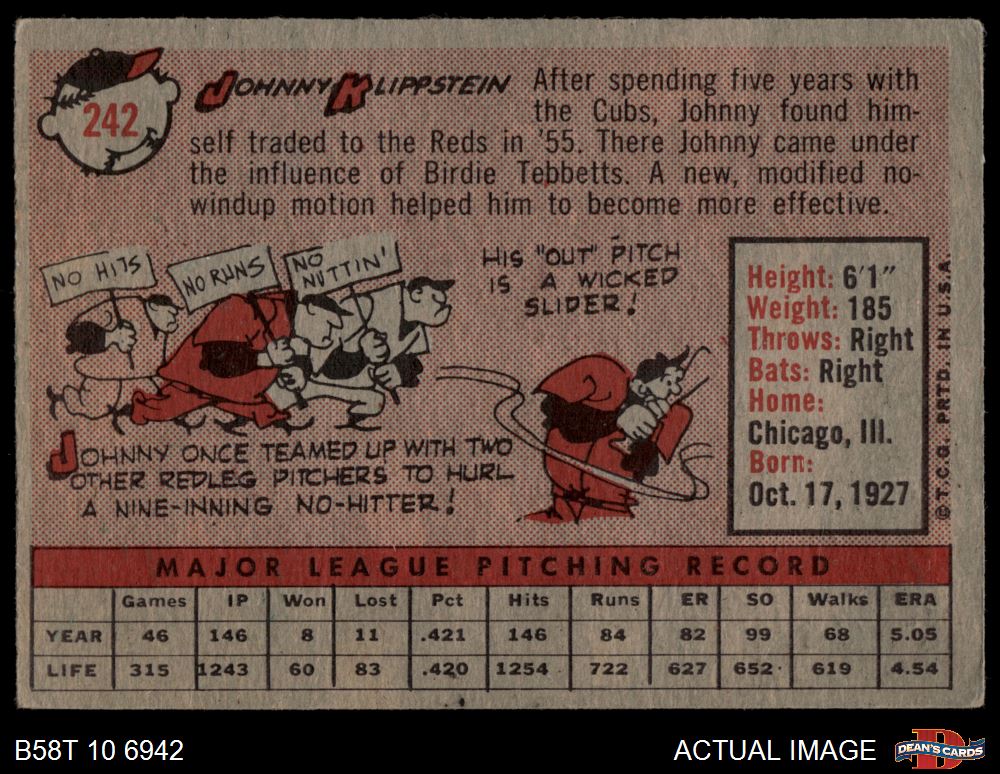 242
JOHNNY KLIPPSTEIN
After spending five years with
the Cubs, Johnny found him-
self traded to the Reds in '55. There Johnny came under
the influence of Birdie Tebbetts. A new, modified no-
windup motion helped him to become more effective.
NO HITS
NO RUNS
NO
NUTTIN'
HIS "OUT" PITCH
IS A WICKED
SLIDER!
JOHNNY ONCE TEAMED UP WITH TWO
OTHER REDLEG PITCHERS TO HURL
A NINE-INNING NO-HITTER!
Height: 6'1"
Weight: 185
Throws: Right
Bats: Right
Home:
Chicago, Ill.
Born:
Oct. 17, 1927
© T.C.G. PRTD. IN U.S.A.
MAJOR LEAGUE PITCHING RECORD
Games IP Won Lost Pct Hits Runs ER SO Walks ERA
YEAR 46 146 8 11 .421 146 84 82 99 68 5.05
LIFE 315 1243 60 83 .420 1254 722 627 652 619 4.54
B58T 10 6942
ACTUAL IMAGE
DEAN'S CARDS